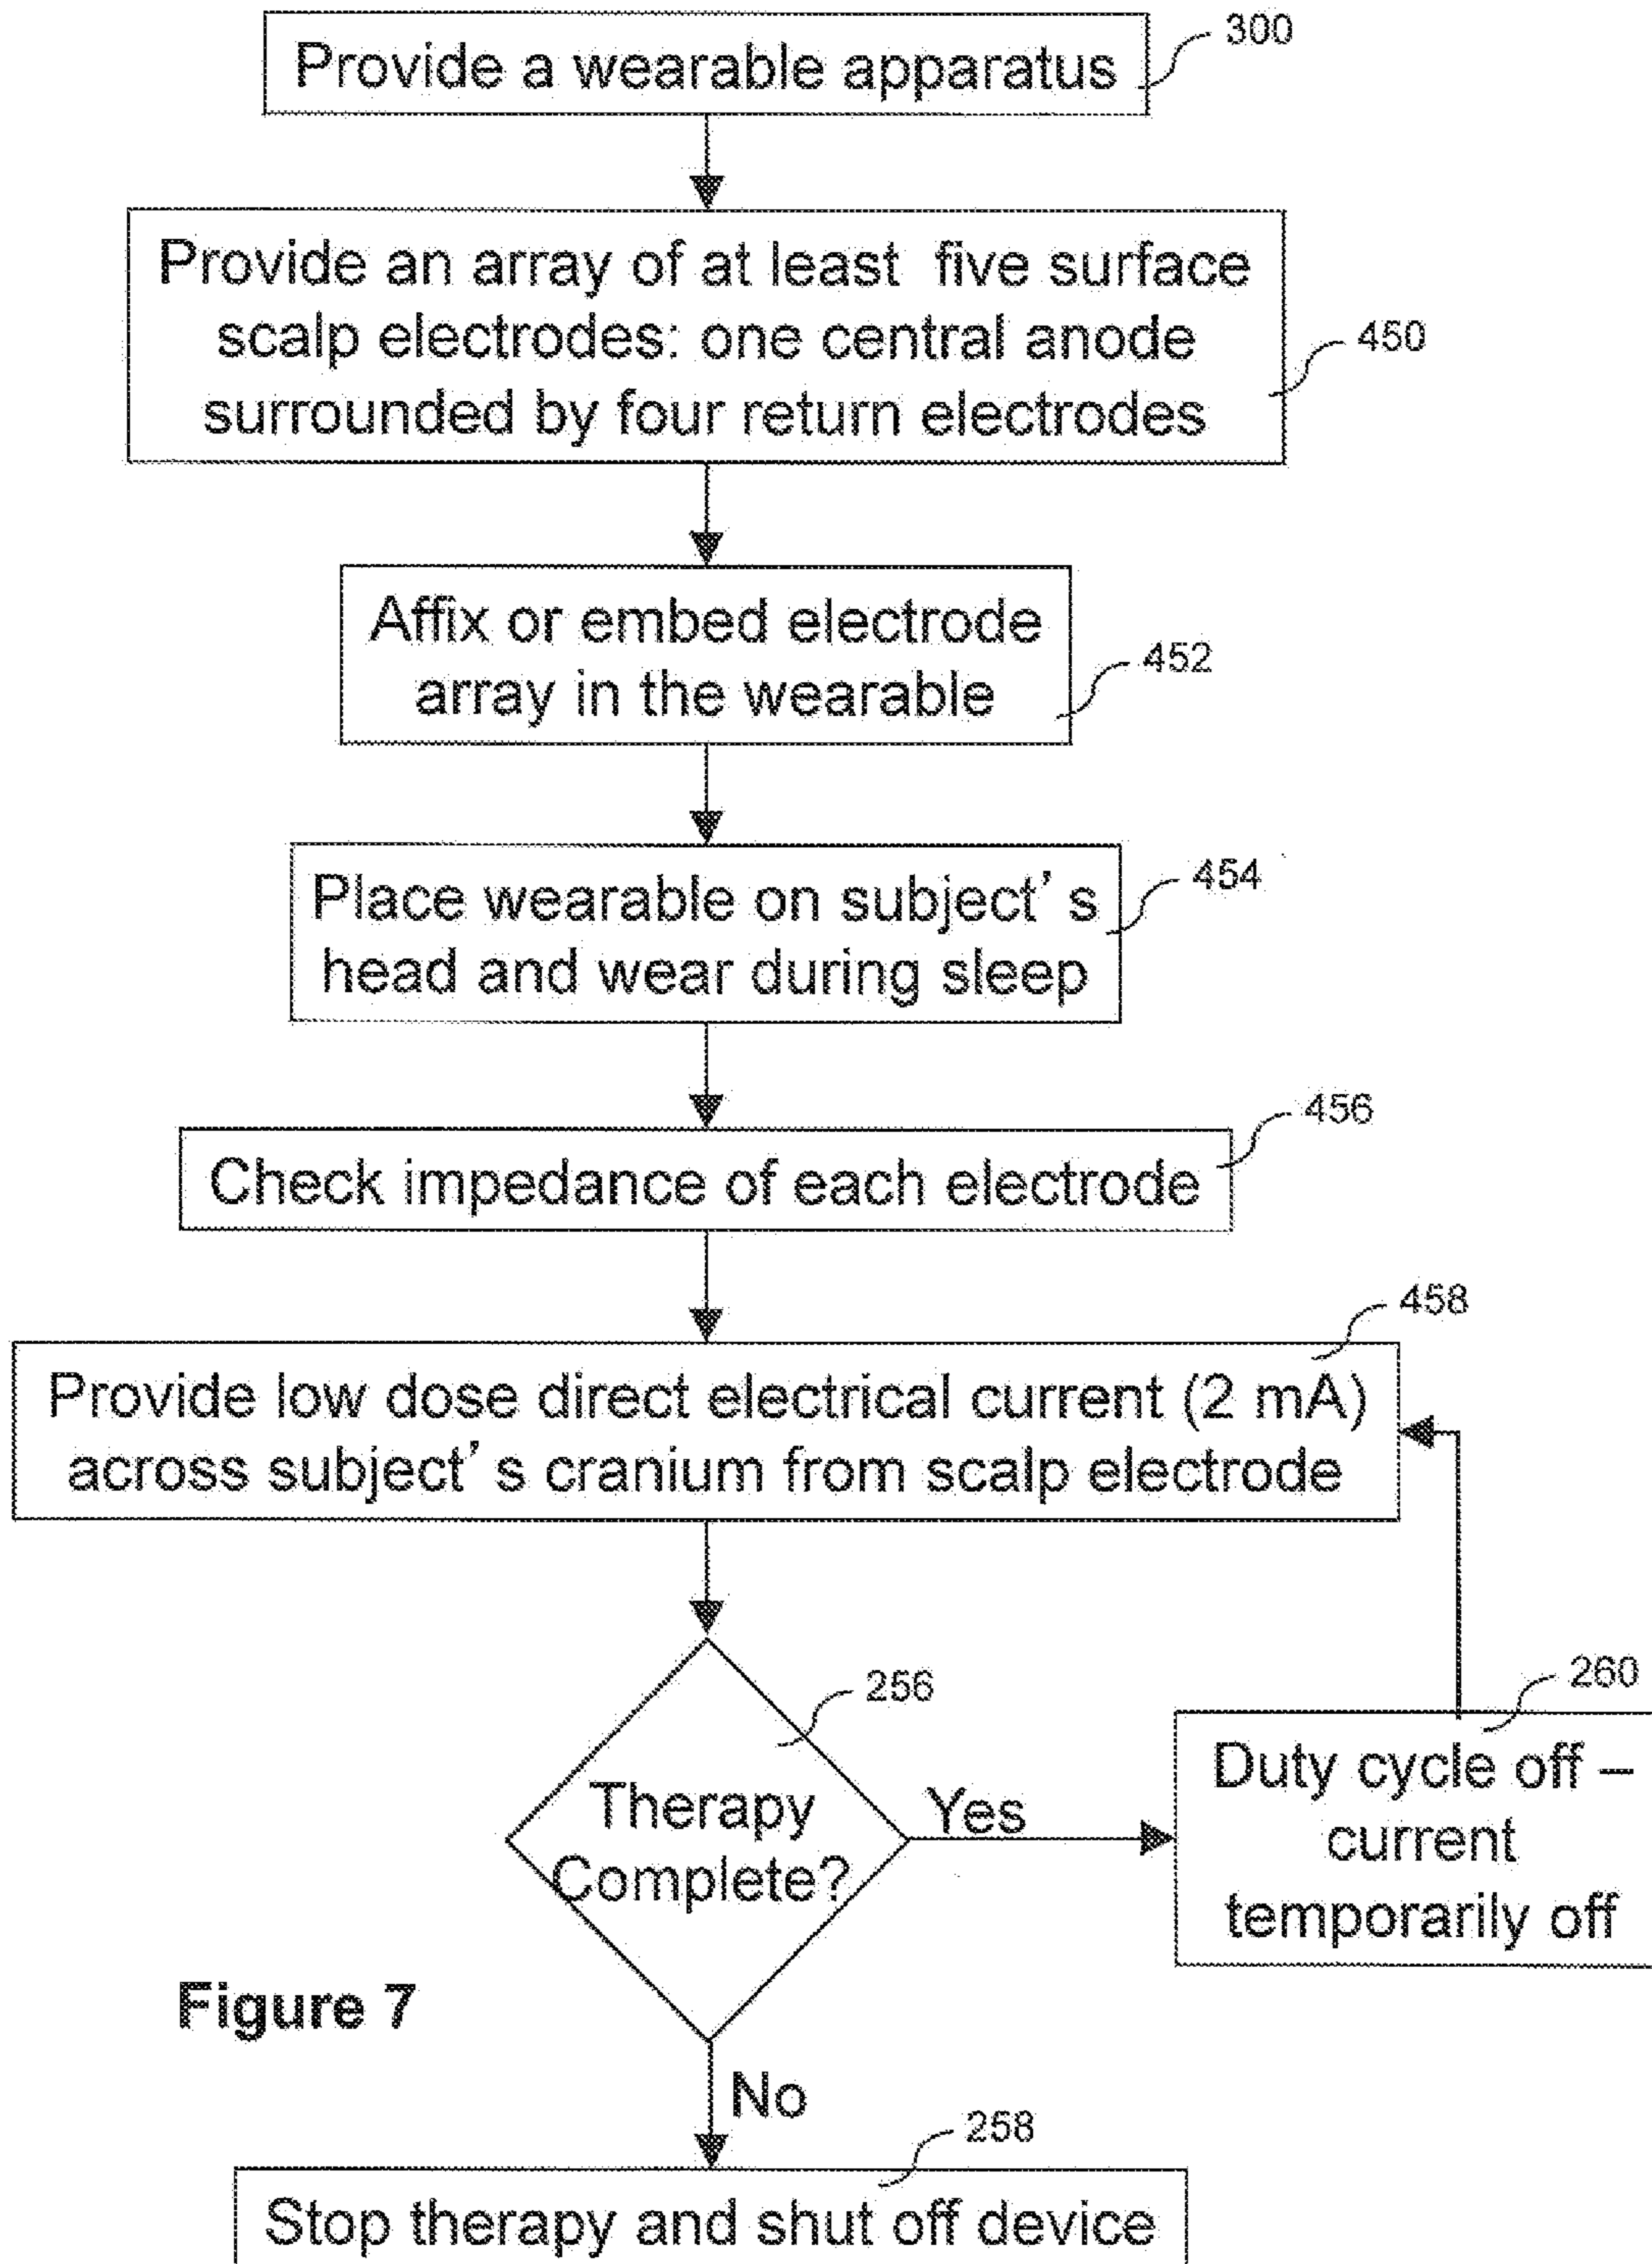 Provide a wearable apparatus
300
Provide an array of at least five surface
scalp electrodes: one central anode
surrounded by four return electrodes
450
Affix or embed electrode
array in the wearable
452
Place wearable on subject's
head and wear during sleep
454
Check impedance of each electrode
456
458
Provide low dose direct electrical current (2 mA)
across subject's cranium from scalp electrode
256
Therapy
Complete?
Yes
260
Duty cycle off –
current
temporarily off
Figure 7
No
258
Stop therapy and shut off device